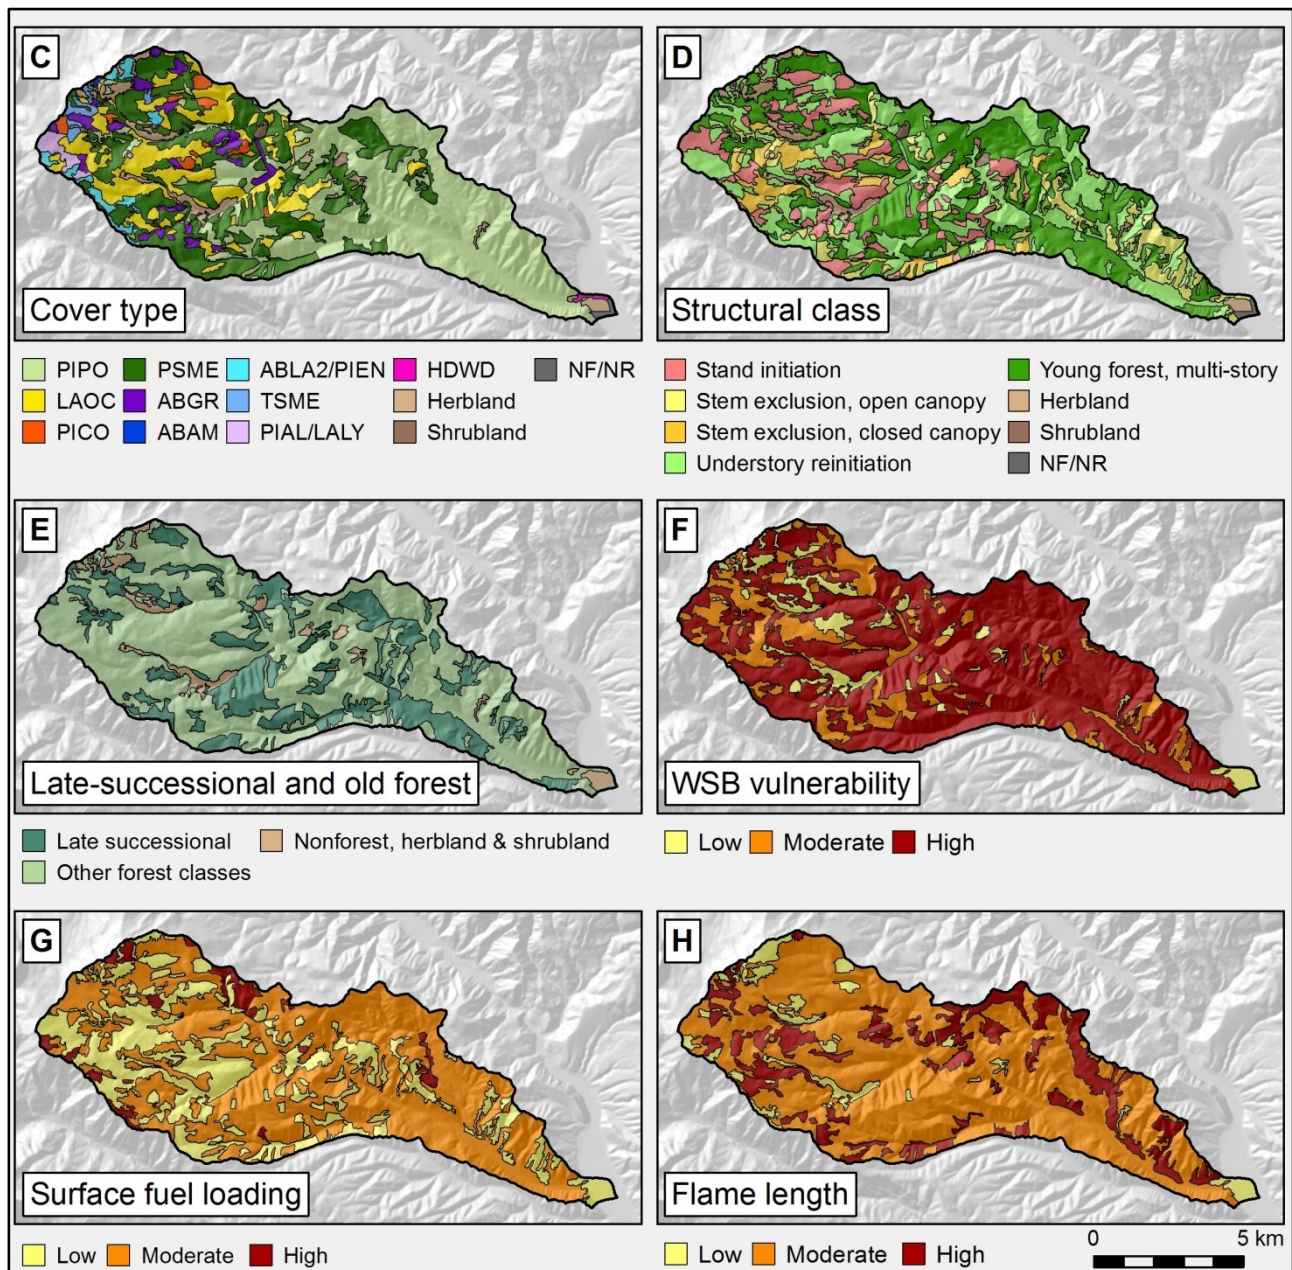 C
Cover type
PIPO PSME ABLA2/PIEN HDWD NF/NR
LAOC ABGR TSME Herbland
PICO ABAM PIAL/LALY Shrubland
D
Structural class
Stand initiation Young forest, multi-story
Stem exclusion, open canopy Herbland
Stem exclusion, closed canopy Shrubland
Understory reinitiation NF/NR
E
Late-successional and old forest
Late successional Nonforest, herbland & shrubland
Other forest classes
F
WSB vulnerability
Low Moderate High
G
Surface fuel loading
Low Moderate High
H
Flame length
Low Moderate High
0 5 km